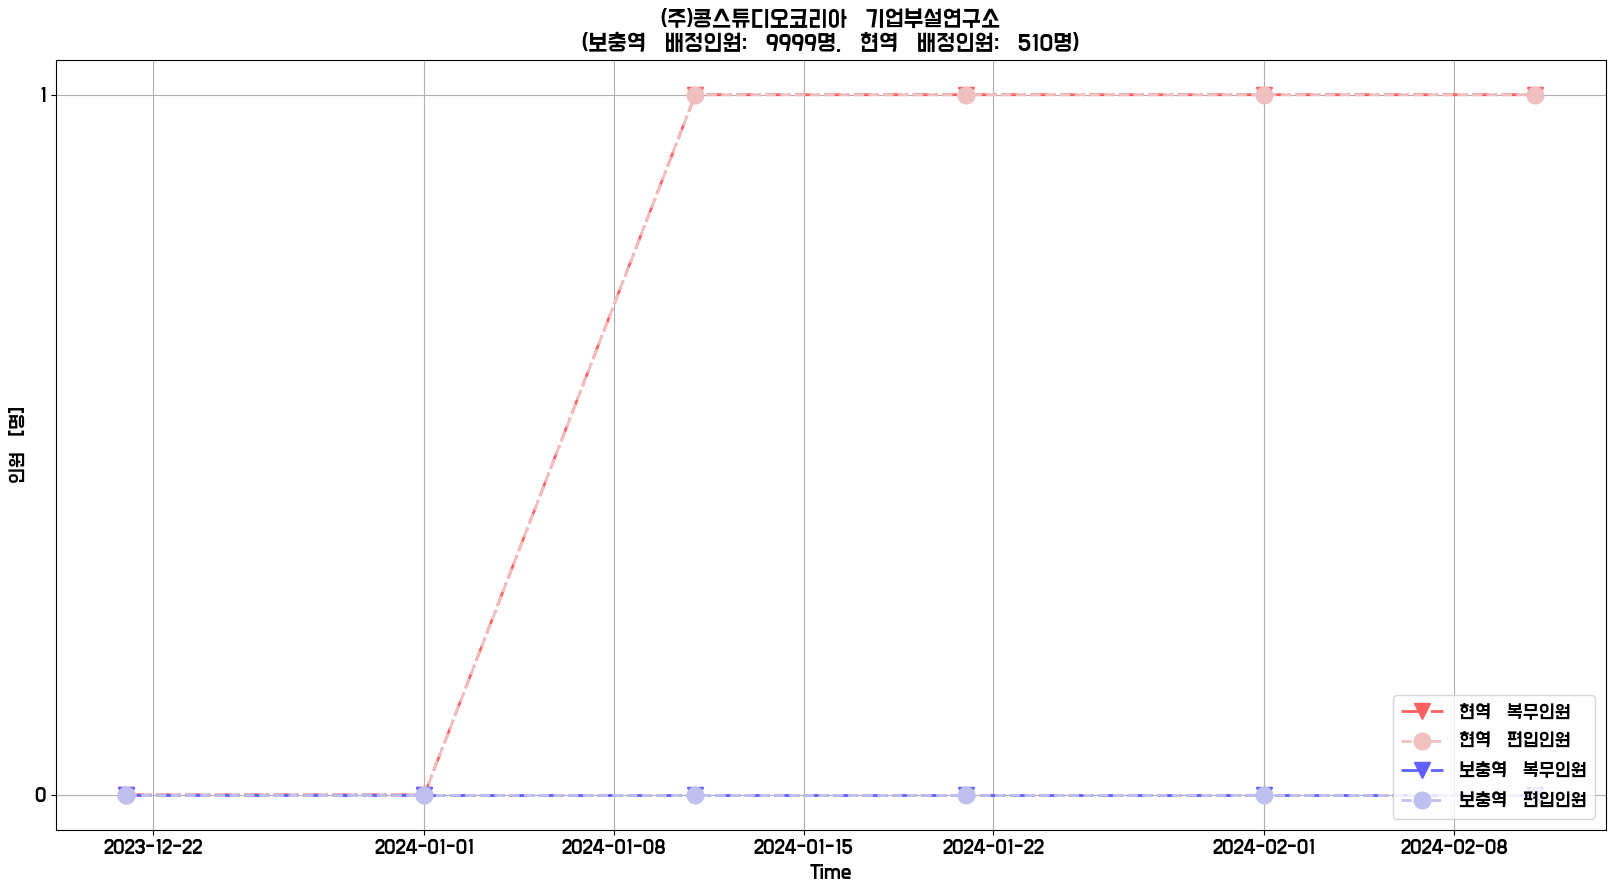 (주)콩스튜디오코리아 기업부설연구소
(보충역 배정인원: 9999명, 현역 배정인원: 510명)
인원 [명]
1
0
현역 복무인원
현역 편입인원
보충역 복무인원
보충역 편입인원
2023-12-22 2024-01-01 2024-01-08 2024-01-15 2024-01-22 2024-02-01 2024-02-08
Time